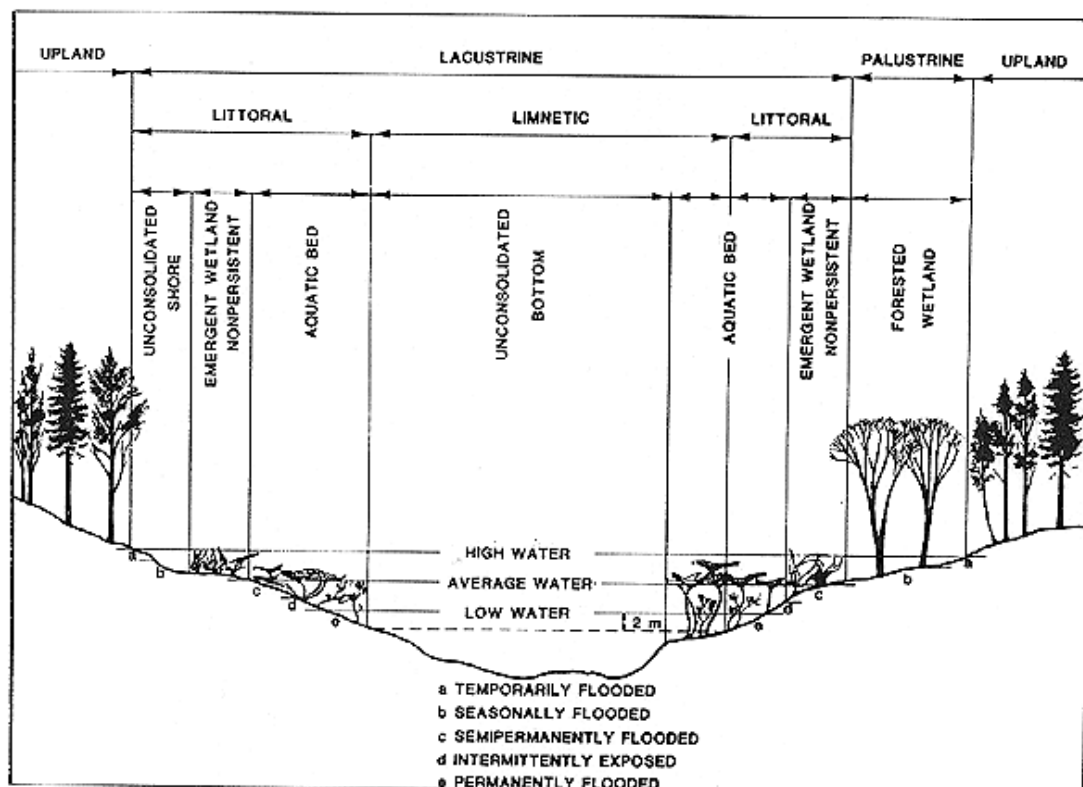 UPLAND
LACUSTRINE
PALUSTRINE
UPLAND
LITTORAL
LIMNETIC
LITTORAL
UNCONSOLIDATED
SHORE
EMERGENT WETLAND
NONPERSISTENT
AQUATIC BED
UNCONSOLIDATED
BOTTOM
AQUATIC BED
EMERGENT WETLAND
NONPERSISTENT
FORESTED
WETLAND
a
HIGH WATER
a
b
b
c
AVERAGE WATER
c
d
LOW WATER
d
e
2 m
e
a TEMPORARILY FLOODED
b SEASONALLY FLOODED
c SEMIPERMANENTLY FLOODED
d INTERMITTENTLY EXPOSED
e PERMANENTLY FLOODED